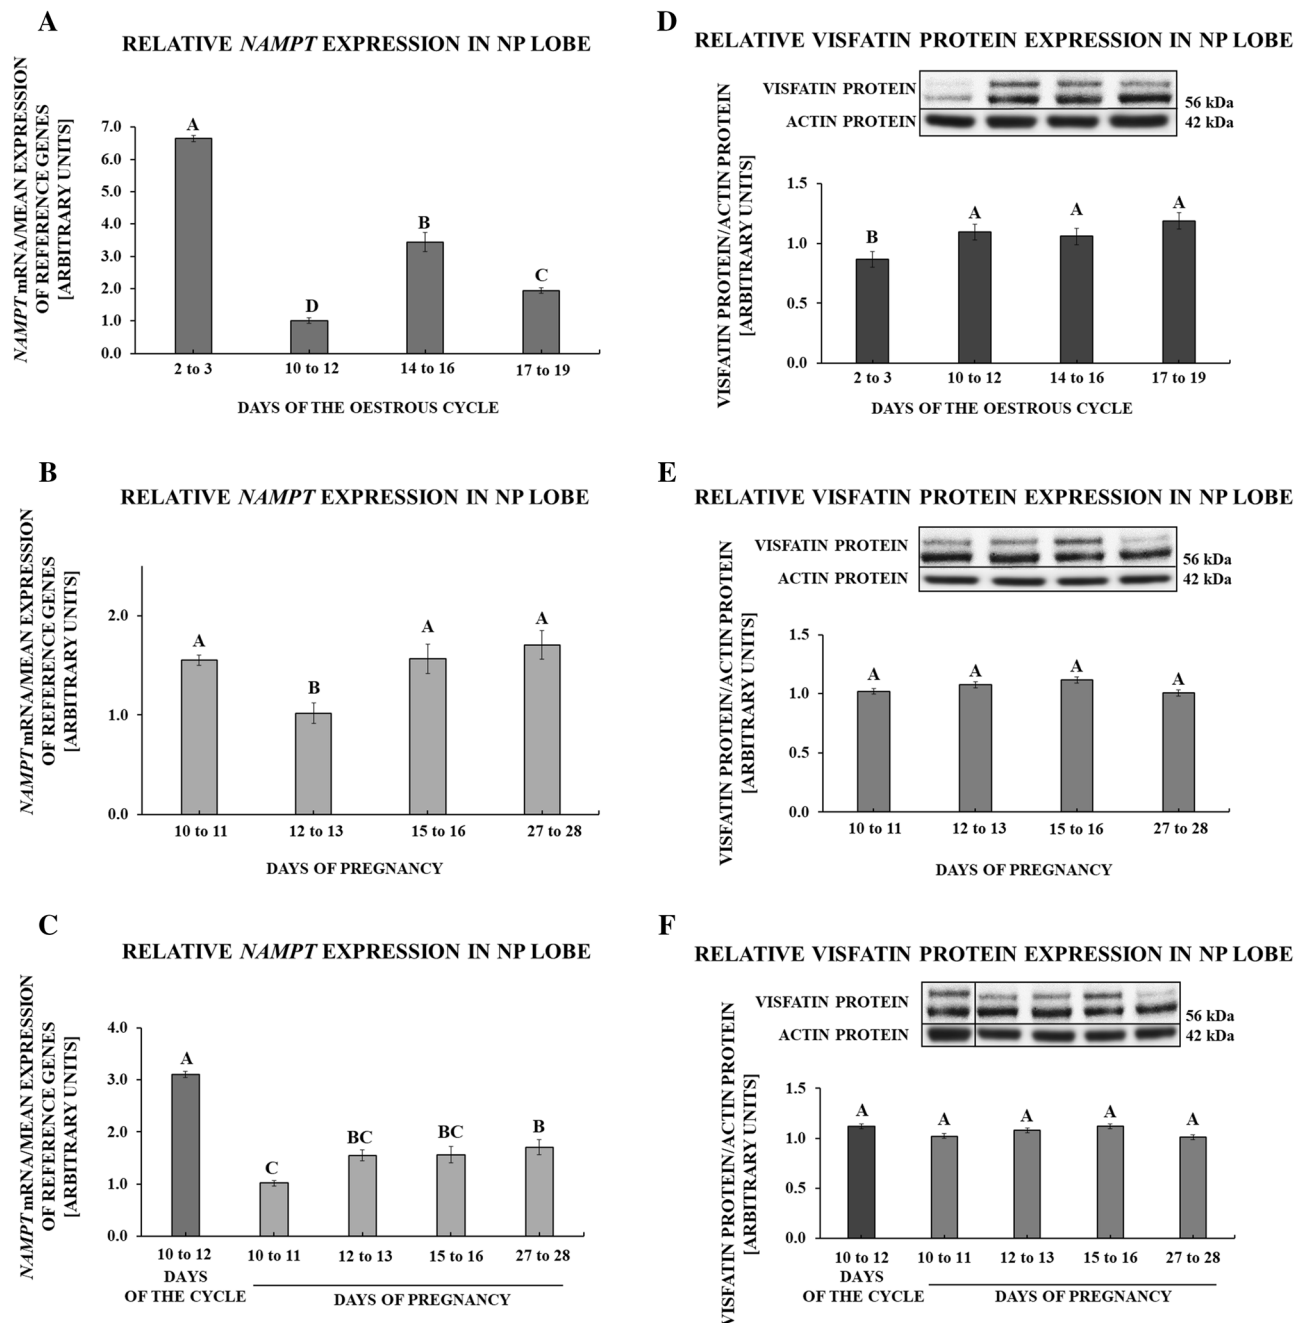 A
RELATIVE NAMPT EXPRESSION IN NP LOBE
NAMPT mRNA/MEAN EXPRESSION
OF REFERENCE GENES
[ARBITRARY UNITS]
7.0
6.0
5.0
4.0
3.0
2.0
1.0
0.0
A
D
B
C
2 to 3
10 to 12
14 to 16
17 to 19
DAYS OF THE OESTROUS CYCLE
D
RELATIVE VISFATIN PROTEIN EXPRESSION IN NP LOBE
VISFATIN PROTEIN
56 kDa
ACTIN PROTEIN
42 kDa
VISFATIN PROTEIN/ACTIN PROTEIN
[ARBITRARY UNITS]
1.5
1.0
0.5
0.0
B
A
A
A
2 to 3
10 to 12
14 to 16
17 to 19
DAYS OF THE OESTROUS CYCLE
B
RELATIVE NAMPT EXPRESSION IN NP LOBE
NAMPT mRNA/MEAN EXPRESSION
OF REFERENCE GENES
[ARBITRARY UNITS]
2.0
1.0
0.0
A
B
A
A
10 to 11
12 to 13
15 to 16
27 to 28
DAYS OF PREGNANCY
E
RELATIVE VISFATIN PROTEIN EXPRESSION IN NP LOBE
VISFATIN PROTEIN
56 kDa
ACTIN PROTEIN
42 kDa
VISFATIN PROTEIN/ACTIN PROTEIN
[ARBITRARY UNITS]
1.5
1.0
0.5
0.0
A
A
A
A
10 to 11
12 to 13
15 to 16
27 to 28
DAYS OF PREGNANCY
C
RELATIVE NAMPT EXPRESSION IN NP LOBE
NAMPT mRNA/MEAN EXPRESSION
OF REFERENCE GENES
[ARBITRARY UNITS]
4.0
3.0
2.0
1.0
0.0
A
C
BC
BC
B
10 to 12
10 to 11
12 to 13
15 to 16
27 to 28
DAYS
OF THE CYCLE
DAYS OF PREGNANCY
F
RELATIVE VISFATIN PROTEIN EXPRESSION IN NP LOBE
VISFATIN PROTEIN
56 kDa
ACTIN PROTEIN
42 kDa
VISFATIN PROTEIN/ACTIN PROTEIN
[ARBITRARY UNITS]
1.5
1.0
0.5
0.0
A
A
A
A
A
10 to 12
10 to 11
12 to 13
15 to 16
27 to 28
DAYS
OF THE CYCLE
DAYS OF PREGNANCY